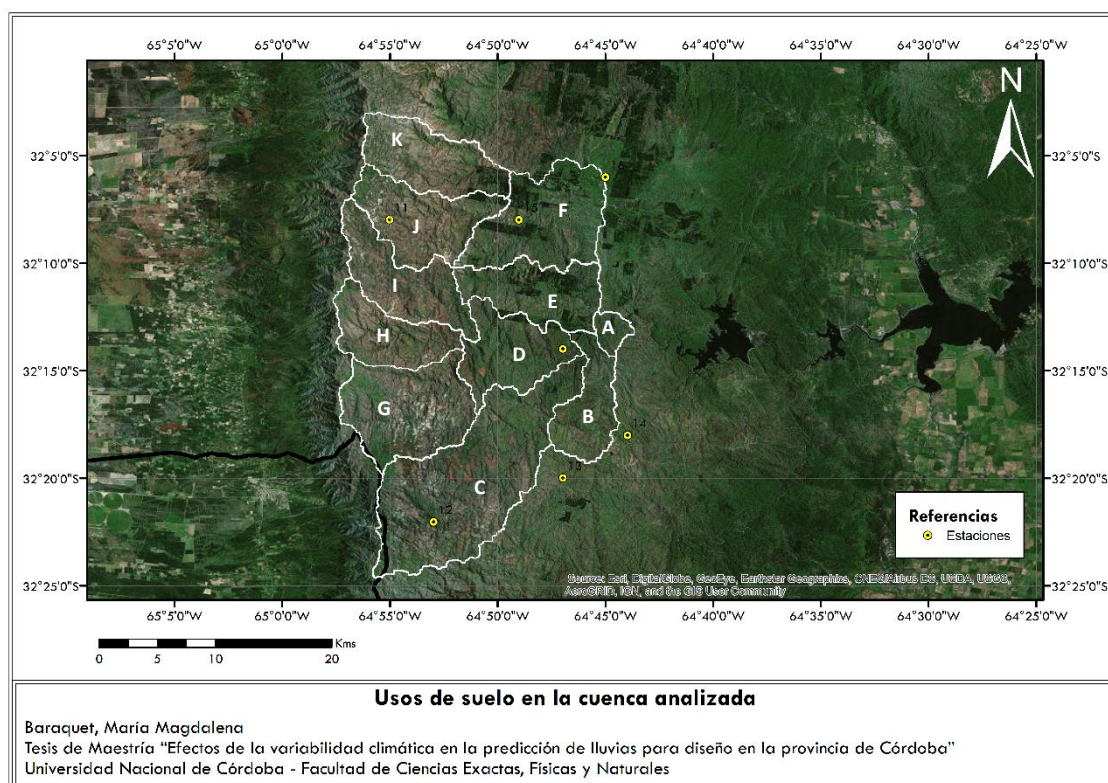 65°5'0"W 65°0'0"W 64°55'0"W 64°50'0"W 64°45'0"W 64°40'0"W 64°35'0"W 64°30'0"W 64°25'0"W
N
32°5'0"S 32°5'0"S
K
11
J
15
F
32°10'0"S 32°10'0"S
I
E
A
H
D
32°15'0"S 32°15'0"S
G
B
14
32°20'0"S 32°20'0"S
13
C
12
Referencias
Estaciones
32°25'0"S 32°25'0"S
Source: Esri, DigitalGlobe, GeoEye, Earthstar Geographics, CNES/Airbus DS, USDA, USGS,
AeroGRID, IGN, and the GIS User Community
65°5'0"W 65°0'0"W 64°55'0"W 64°50'0"W 64°45'0"W 64°40'0"W 64°35'0"W 64°30'0"W 64°25'0"W
Kms
0 5 10 20
Usos de suelo en la cuenca analizada
Baraquet, María Magdalena
Tesis de Maestría “Efectos de la variabilidad climática en la predicción de lluvias para diseño en la provincia de Córdoba”
Universidad Nacional de Córdoba - Facultad de Ciencias Exactas, Físicas y Naturales